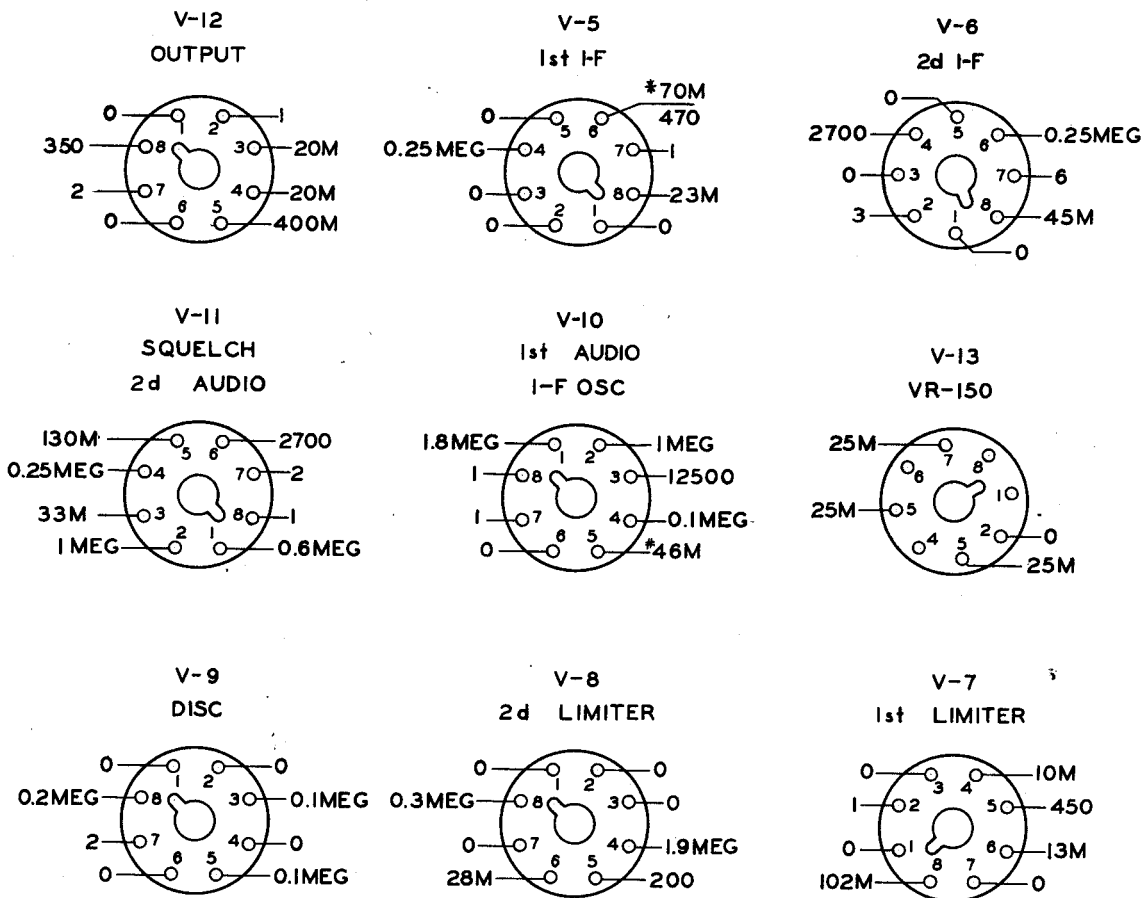 V-12
OUTPUT
0 1 2 1
350 8 3 20M
2 7 4 20M
0 6 5 400M
V-5
1st I-F
*70M
0 5 6 470
0.25MEG 4 7 1
0 3 8 23M
0 2 1 0
V-6
2d I-F
0 5
2700 4 6 0.25MEG
0 3 7 6
3 2 8 45M
1 0
V-11
SQUELCH
2d AUDIO
130M 5 6 2700
0.25MEG 4 7 2
33M 3 8 1
1MEG 2 1 0.6MEG
V-10
1st AUDIO
I-F OSC
1.8MEG 1 2 1MEG
1 8 3 12500
1 7 4 0.1MEG
0 6 5 #46M
V-13
VR-150
25M 7 8
6 1
25M 5 2 0
4 5 25M
V-9
DISC
0 1 2 0
0.2MEG 8 3 0.1MEG
2 7 4 0
0 6 5 0.1MEG
V-8
2d LIMITER
0 1 2 0
0.3MEG 8 3 0
0 7 4 1.9MEG
28M 6 5 200
V-7
1st LIMITER
0 3 4 10M
1 2 5 450
0 1 6 13M
102M 8 7 0